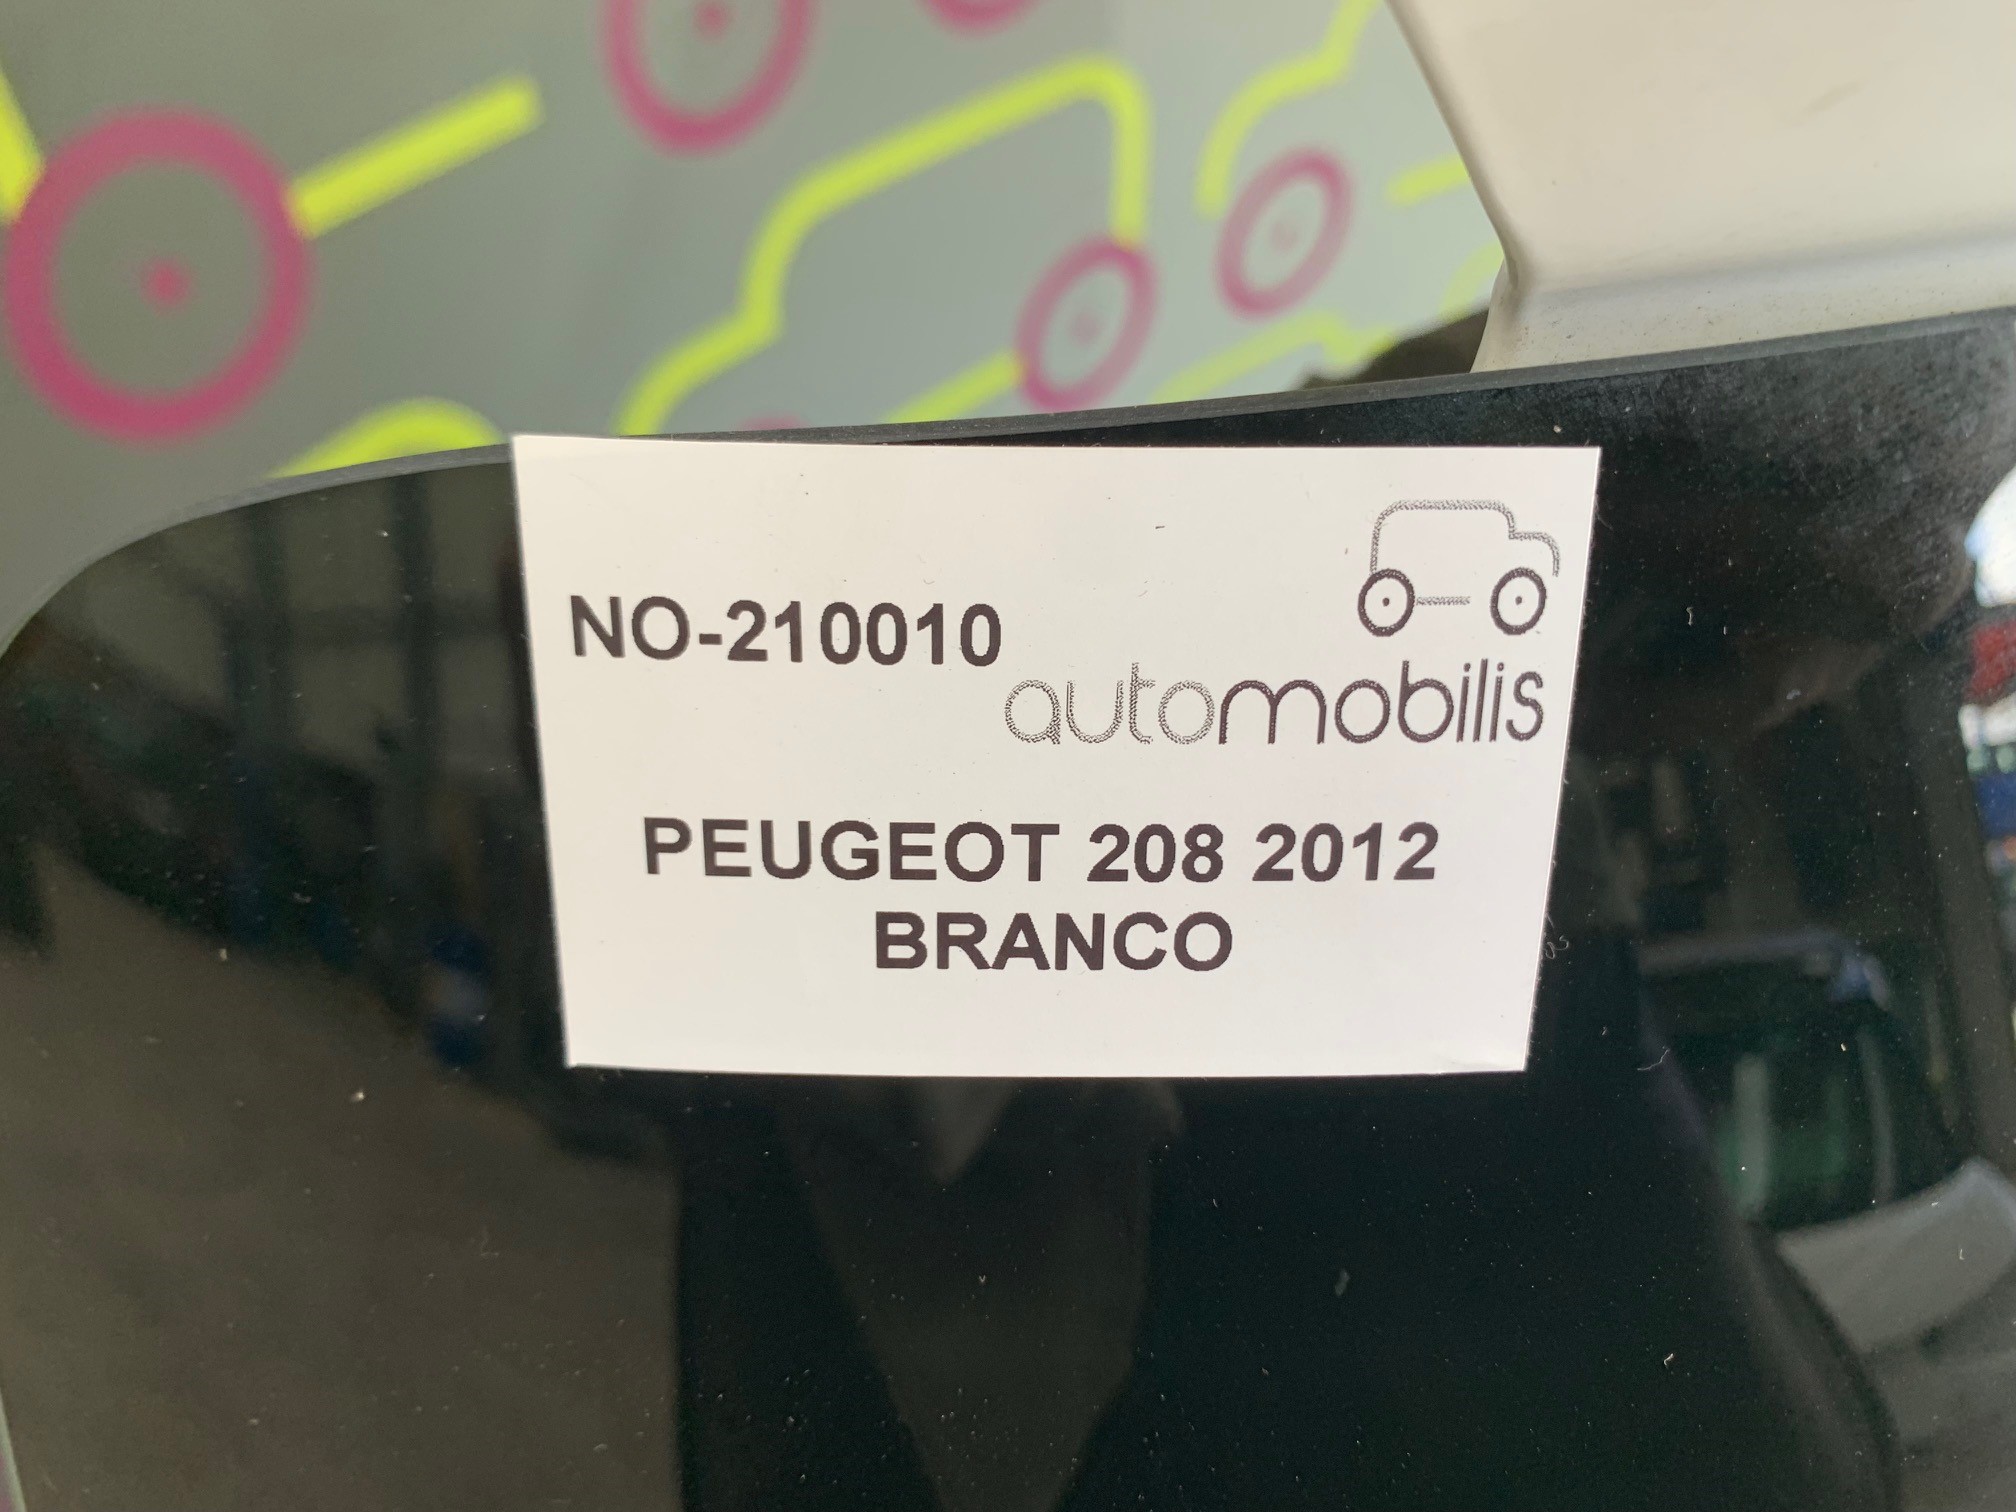 NO-210010
automobilis
PEUGEOT 208 2012
BRANCO